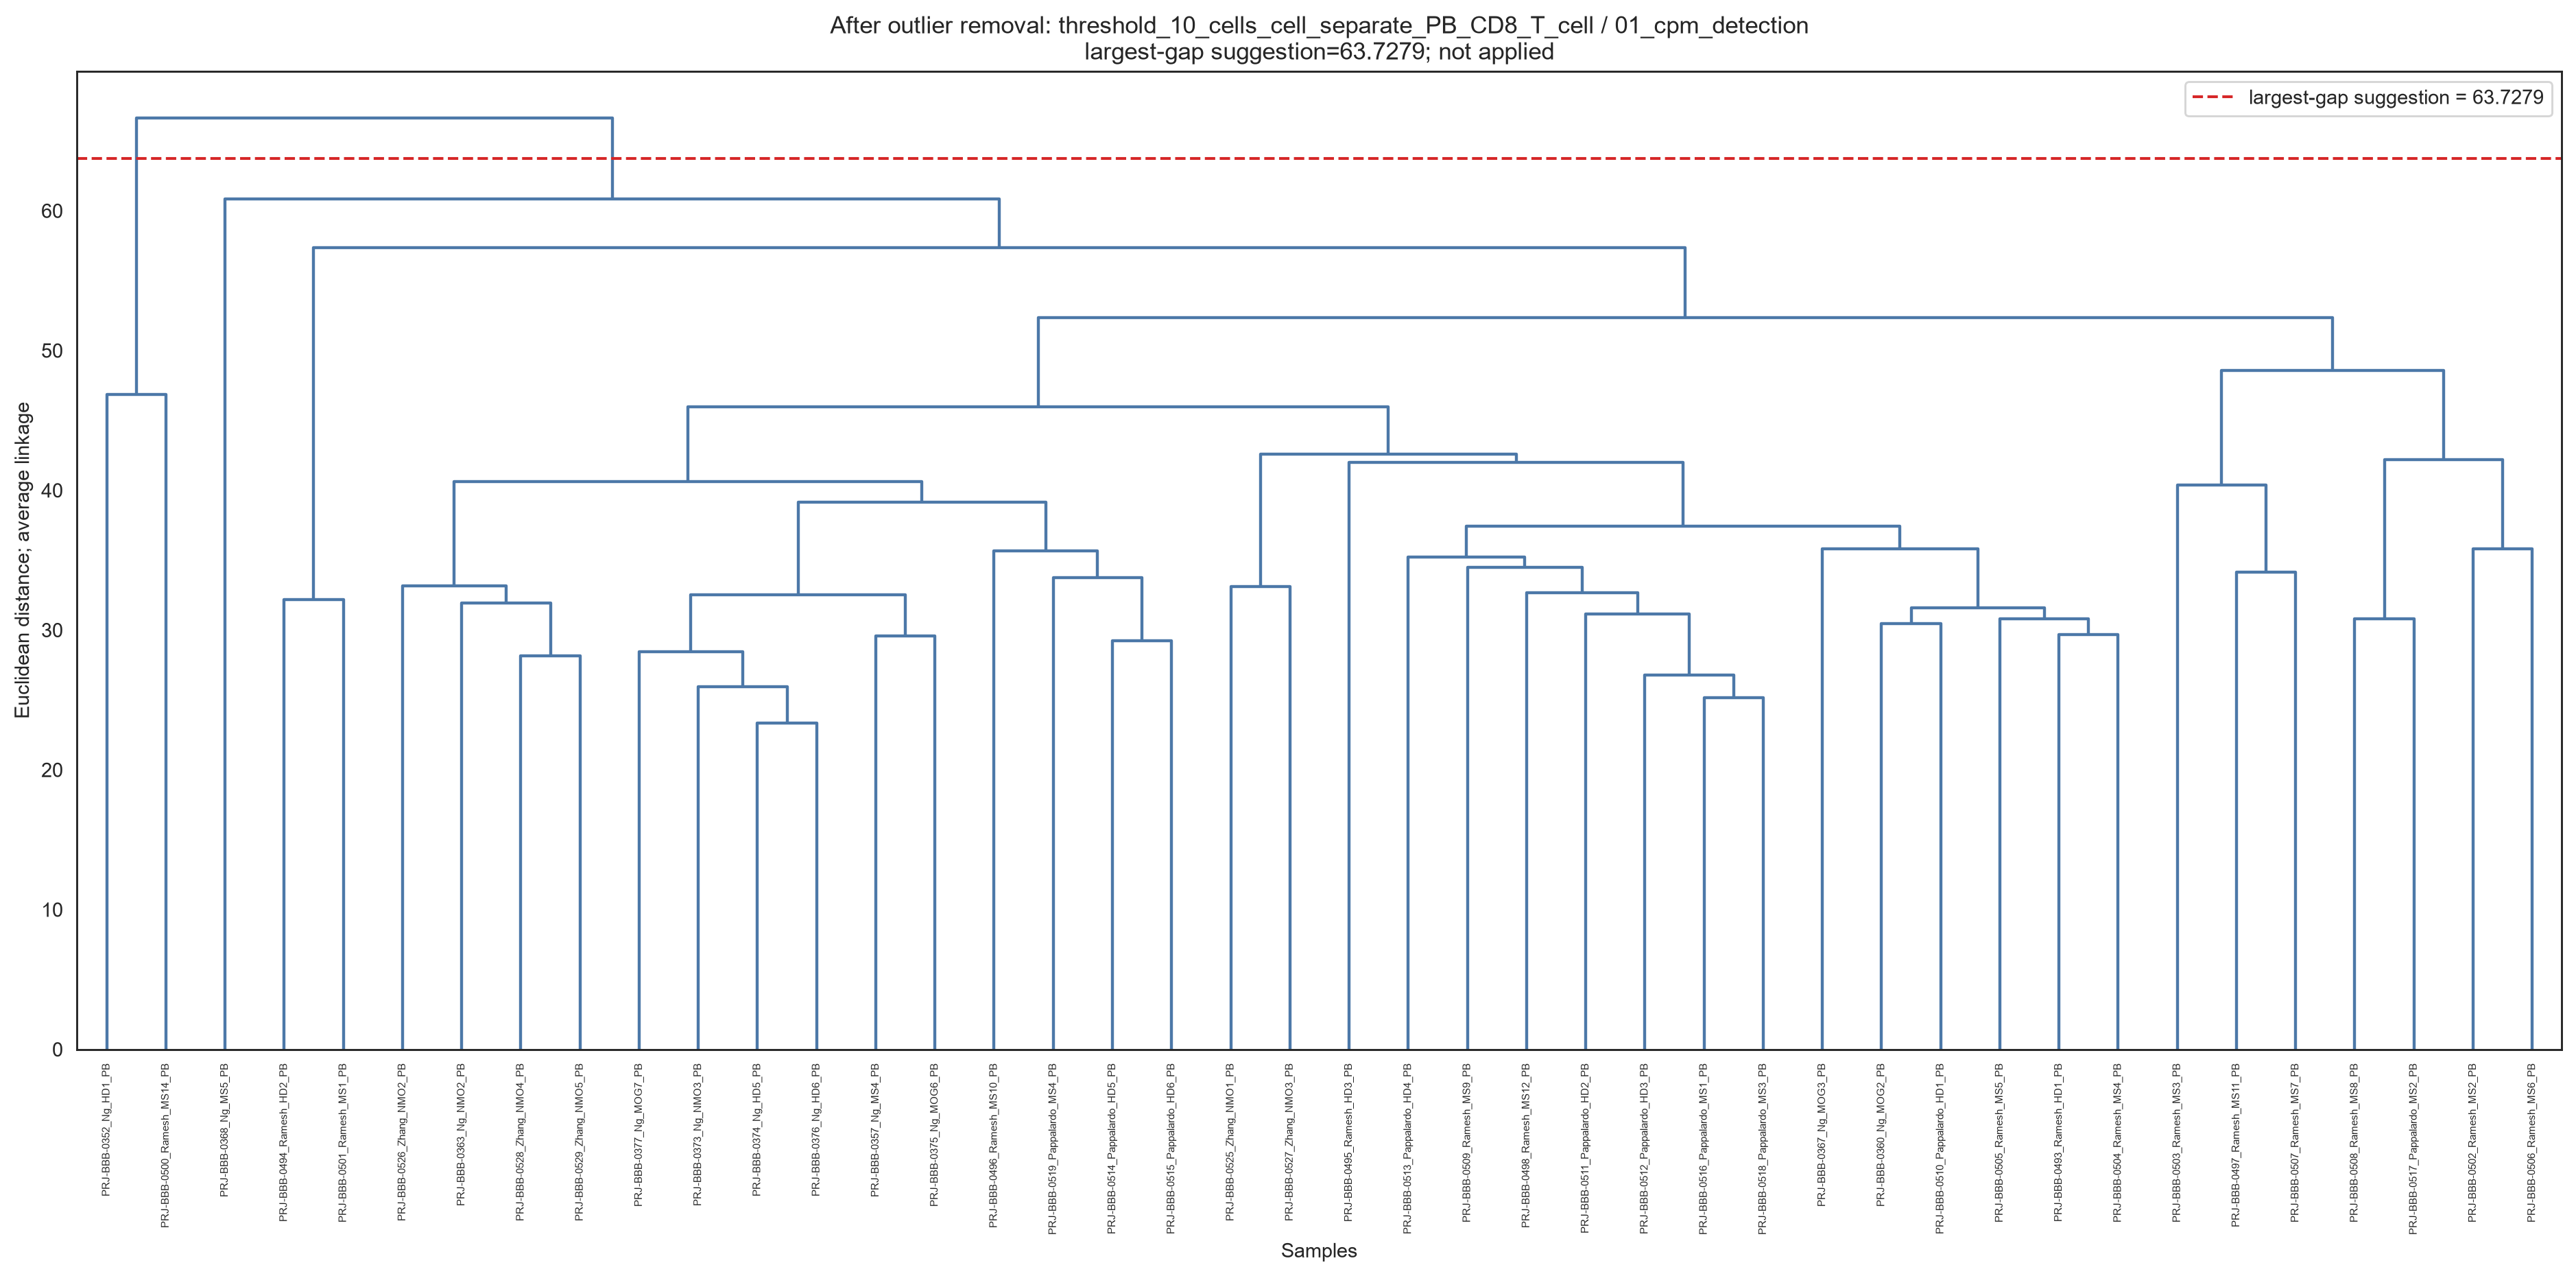 After outlier removal: threshold_10_cells_cell_separate_PB_CD8_T_cell / 01_cpm_detection
largest-gap suggestion=63.7279; not applied
largest-gap suggestion = 63.7279
Euclidean distance; average linkage
60
50
40
30
20
10
0
PRJ-BBB-0352_Ng_HD1_PB
PRJ-BBB-0500_Ramesh_MS14_PB
PRJ-BBB-0368_Ng_MS5_PB
PRJ-BBB-0494_Ramesh_HD2_PB
PRJ-BBB-0501_Ramesh_MS1_PB
PRJ-BBB-0526_Zhang_NMO2_PB
PRJ-BBB-0363_Ng_NMO2_PB
PRJ-BBB-0528_Zhang_NMO4_PB
PRJ-BBB-0529_Zhang_NMO5_PB
PRJ-BBB-0377_Ng_MOG7_PB
PRJ-BBB-0373_Ng_NMO3_PB
PRJ-BBB-0374_Ng_HD5_PB
PRJ-BBB-0376_Ng_HD6_PB
PRJ-BBB-0357_Ng_MS4_PB
PRJ-BBB-0375_Ng_MOG6_PB
PRJ-BBB-0496_Ramesh_MS10_PB
PRJ-BBB-0519_Pappalardo_MS4_PB
PRJ-BBB-0514_Pappalardo_HD5_PB
PRJ-BBB-0515_Pappalardo_HD6_PB
PRJ-BBB-0525_Zhang_NMO1_PB
PRJ-BBB-0527_Zhang_NMO3_PB
PRJ-BBB-0495_Ramesh_HD3_PB
PRJ-BBB-0513_Pappalardo_HD4_PB
PRJ-BBB-0509_Ramesh_MS9_PB
PRJ-BBB-0498_Ramesh_MS12_PB
PRJ-BBB-0511_Pappalardo_HD2_PB
PRJ-BBB-0512_Pappalardo_HD3_PB
PRJ-BBB-0516_Pappalardo_MS1_PB
PRJ-BBB-0518_Pappalardo_MS3_PB
PRJ-BBB-0367_Ng_MOG3_PB
PRJ-BBB-0360_Ng_MOG2_PB
PRJ-BBB-0510_Pappalardo_HD1_PB
PRJ-BBB-0505_Ramesh_MS5_PB
PRJ-BBB-0493_Ramesh_HD1_PB
PRJ-BBB-0504_Ramesh_MS4_PB
PRJ-BBB-0503_Ramesh_MS3_PB
PRJ-BBB-0497_Ramesh_MS11_PB
PRJ-BBB-0507_Ramesh_MS7_PB
PRJ-BBB-0508_Ramesh_MS8_PB
PRJ-BBB-0517_Pappalardo_MS2_PB
PRJ-BBB-0502_Ramesh_MS2_PB
PRJ-BBB-0506_Ramesh_MS6_PB
Samples